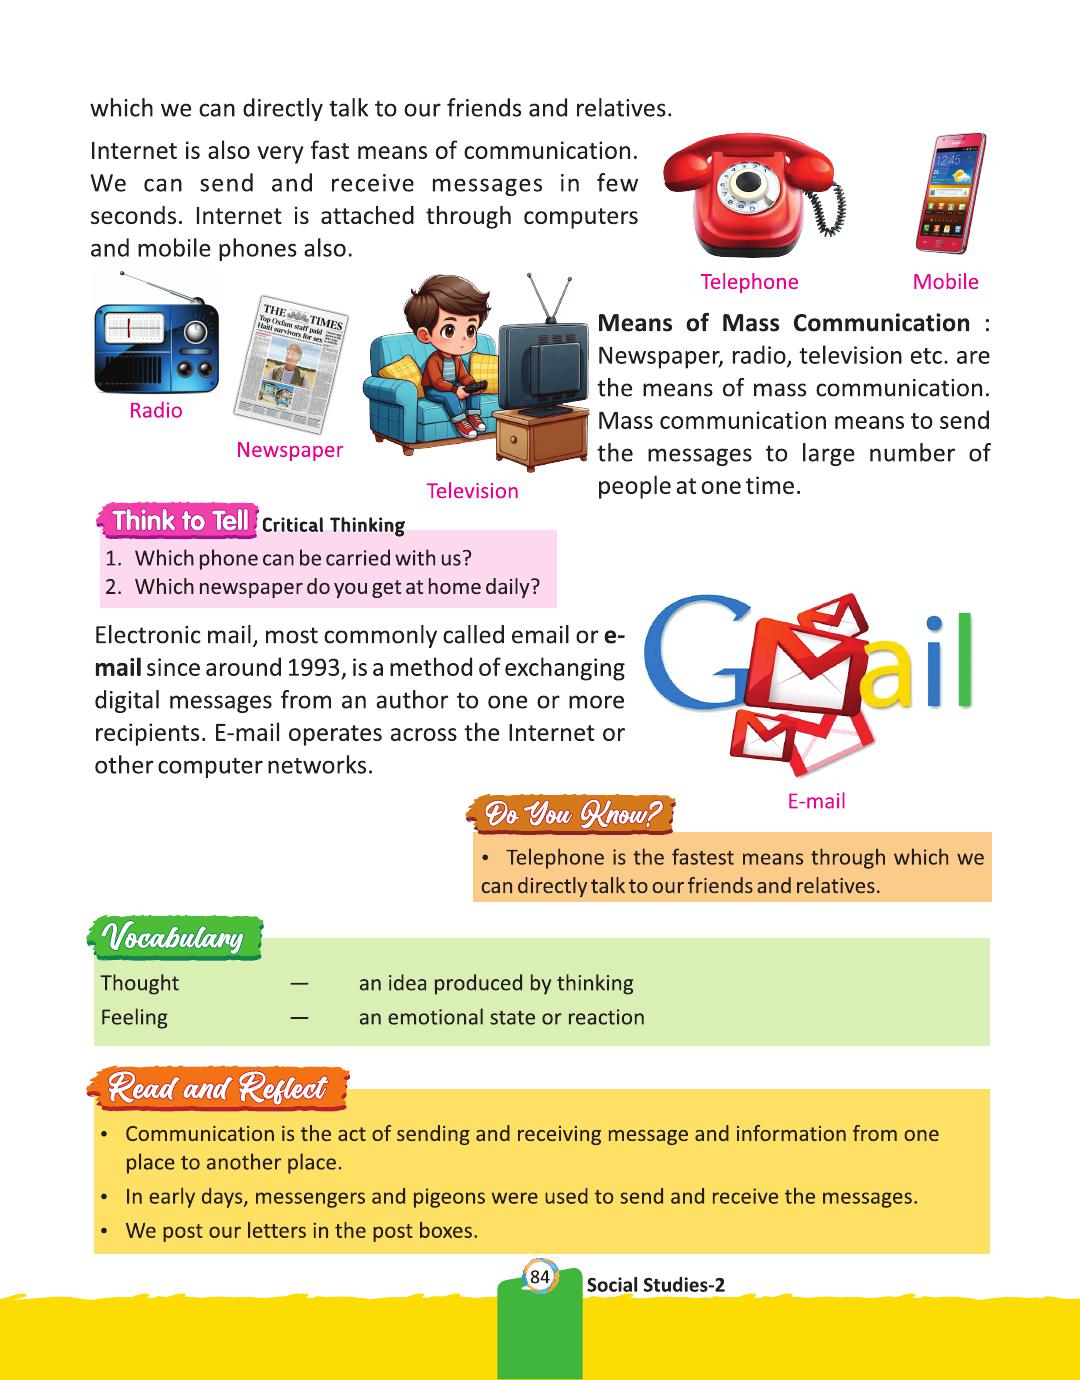 which we can directly talk to our friends and relatives.
Internet is also very fast means of communication.
We can send and receive messages in few
seconds. Internet is attached through computers
and mobile phones also.
12:45
Telephone
Mobile
THE TIMES
Top Oxfam staff paid
Haiti survivors for sex
Radio
Newspaper
Television
Means of Mass Communication :
Newspaper, radio, television etc. are
the means of mass communication.
Mass communication means to send
the messages to large number of
people at one time.
Think to Tell Critical Thinking
1. Which phone can be carried with us?
2. Which newspaper do you get at home daily?
Electronic mail, most commonly called email or e-
mail since around 1993, is a method of exchanging
digital messages from an author to one or more
recipients. E-mail operates across the Internet or
other computer networks.
GMail
E-mail
Do You Know?
• Telephone is the fastest means through which we
can directly talk to our friends and relatives.
Vocabulary
Thought — an idea produced by thinking
Feeling — an emotional state or reaction
Read and Reflect
• Communication is the act of sending and receiving message and information from one
place to another place.
• In early days, messengers and pigeons were used to send and receive the messages.
• We post our letters in the post boxes.
84
Social Studies-2